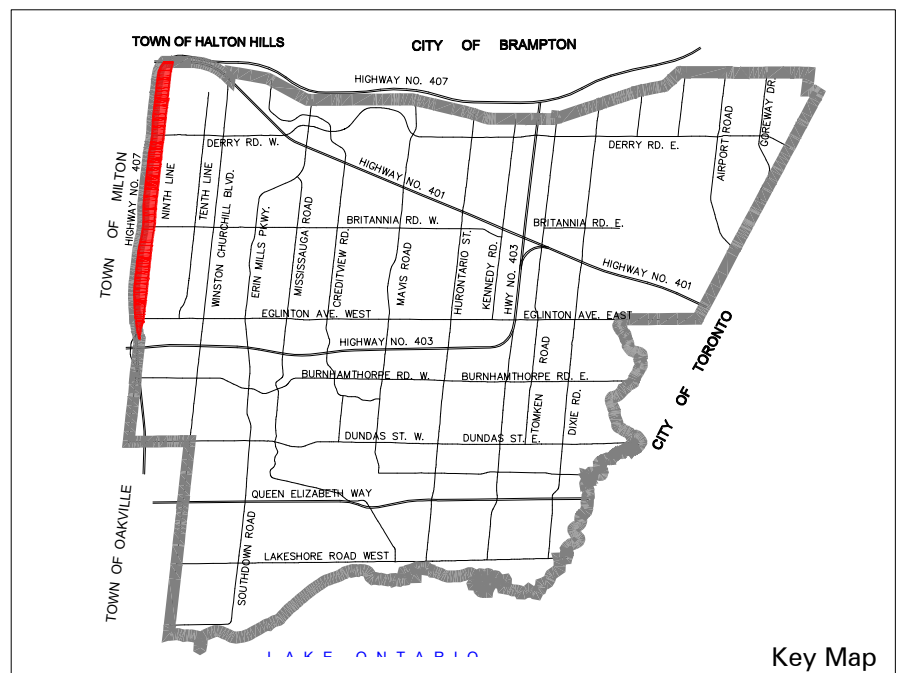 TOWN OF HALTON HILLS
CITY OF BRAMPTON
HIGHWAY NO. 407
DERRY RD. W.
DERRY RD. E.
AIRPORT ROAD
GOREWAY DR.
TOWN OF MILTON
HIGHWAY NO. 407
NINTH LINE
TENTH LINE
WINSTON CHURCHILL BLVD.
ERIN MILLS PKWY.
MISSISSAUGA ROAD
CREDITVIEW RD.
MAVIS ROAD
HIGHWAY NO. 401
BRITANNIA RD. W.
BRITANNIA RD. E.
HURONTARIO ST.
KENNEDY RD.
HWY NO. 403
HIGHWAY NO. 401
EGLINTON AVE. WEST
EGLINTON AVE. EAST
HIGHWAY NO. 403
CITY OF TORONTO
BURNHAMTHORPE RD. W.
BURNHAMTHORPE RD. E.
TOMKEN ROAD
DIXIE RD.
DUNDAS ST. W.
DUNDAS ST. E.
QUEEN ELIZABETH WAY
TOWN OF OAKVILLE
SOUTHDOWN ROAD
LAKESHORE ROAD WEST
LAKE ONTARIO
Key Map